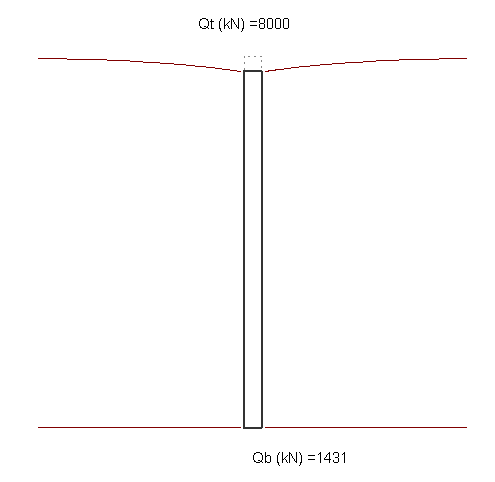 Qt (kN) =8000
Qb (kN) =1431